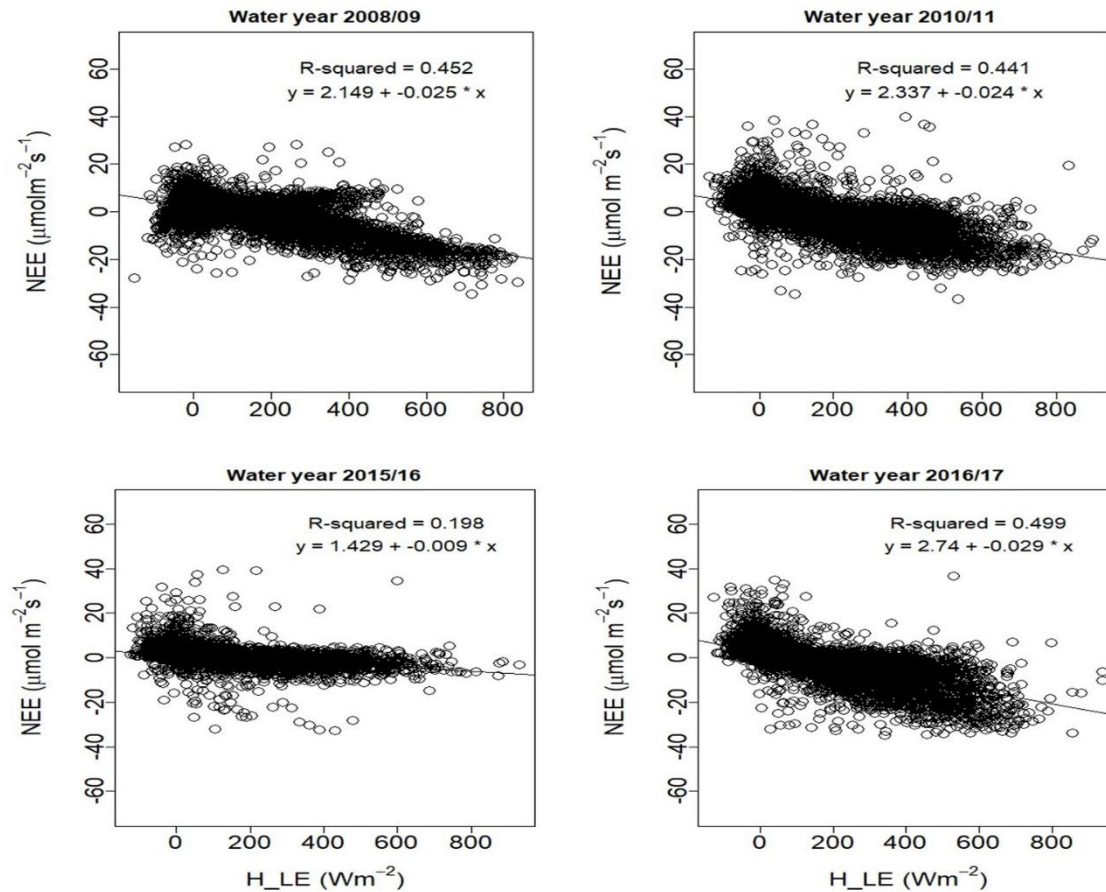 Water year 2008/09
R-squared = 0.452
y = 2.149 + -0.025 * x
NEE (μmolm⁻²s⁻¹)
60
40
20
0
-20
-40
-60
0 200 400 600 800
Water year 2010/11
R-squared = 0.441
y = 2.337 + -0.024 * x
NEE (μmol m⁻²s⁻¹)
60
40
20
0
-20
-40
-60
0 200 400 600 800
Water year 2015/16
R-squared = 0.198
y = 1.429 + -0.009 * x
NEE (μmol m⁻²s⁻¹)
60
40
20
0
-20
-40
-60
0 200 400 600 800
H_LE (Wm⁻²)
Water year 2016/17
R-squared = 0.499
y = 2.74 + -0.029 * x
NEE (μmol m⁻²s⁻¹)
60
40
20
0
-20
-40
-60
0 200 400 600 800
H_LE (Wm⁻²)